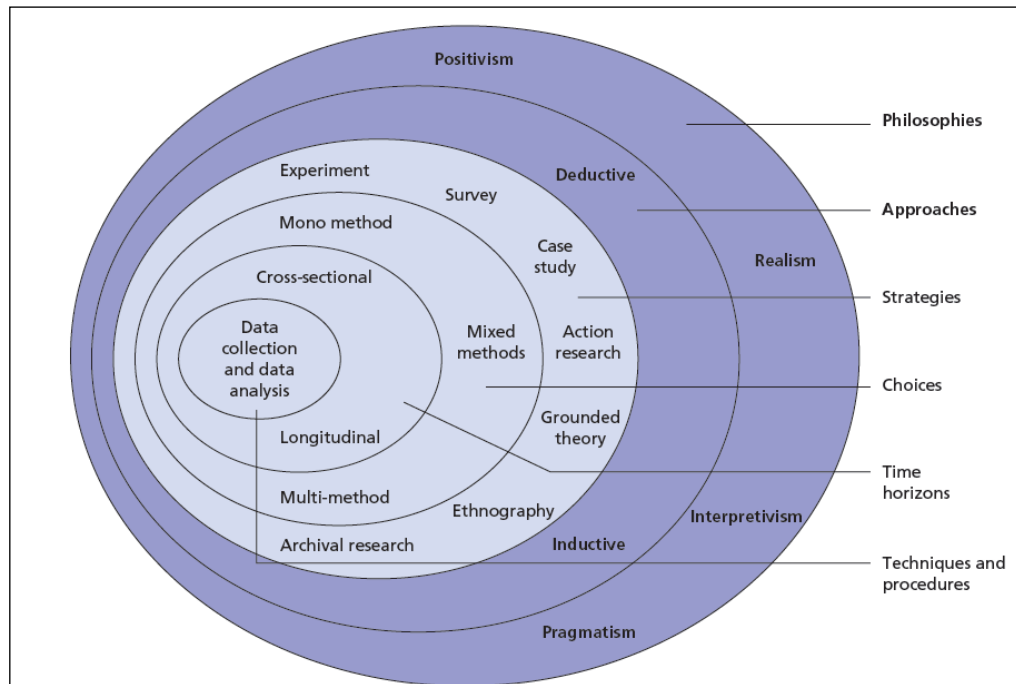 Positivism
Philosophies
Experiment
Deductive
Survey
Approaches
Mono method
Case
study
Realism
Cross-sectional
Strategies
Data
collection
and data
analysis
Mixed
methods
Action
research
Choices
Grounded
theory
Longitudinal
Time
horizons
Multi-method
Ethnography
Interpretivism
Archival research
Inductive
Techniques and
procedures
Pragmatism